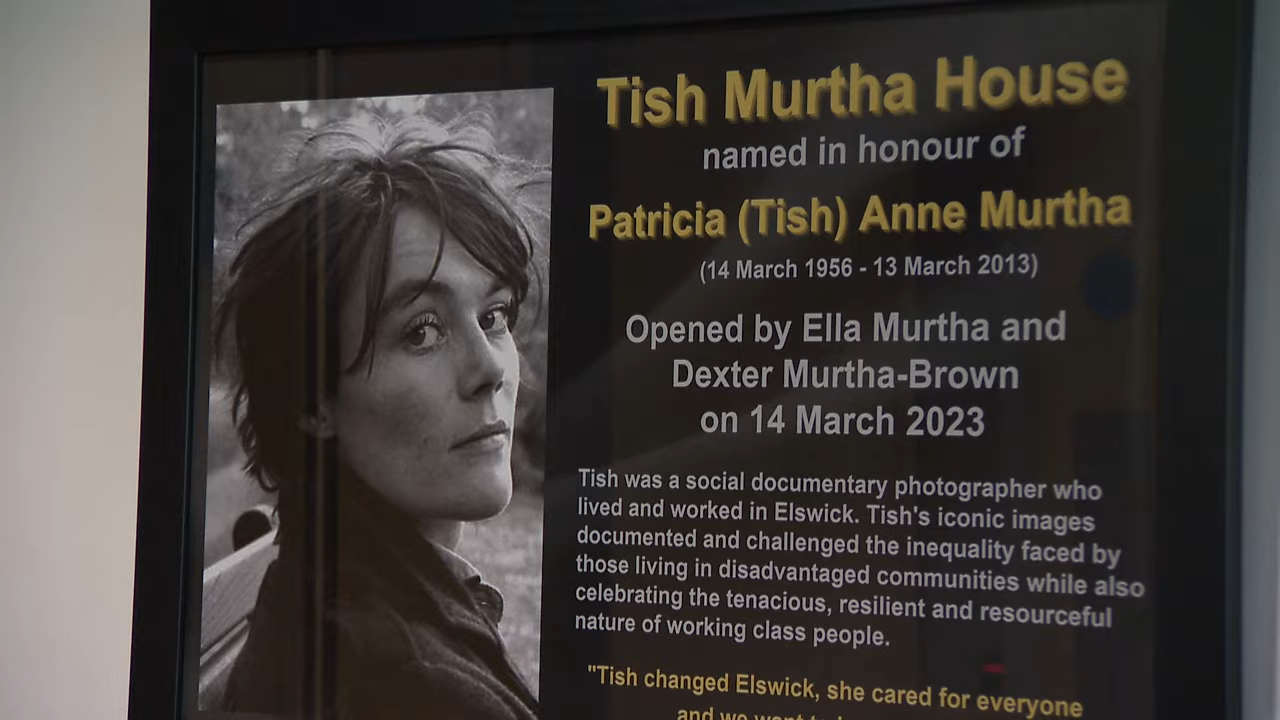 Tish Murtha House
named in honour of
Patricia (Tish) Anne Murtha
(14 March 1956 - 13 March 2013)
Opened by Ella Murtha and
Dexter Murtha-Brown
on 14 March 2023
Tish was a social documentary photographer who
lived and worked in Elswick. Tish's iconic images
documented and challenged the inequality faced by
those living in disadvantaged communities while also
celebrating the tenacious, resilient and resourceful
nature of working class people.
"Tish changed Elswick, she cared for everyone
and we want